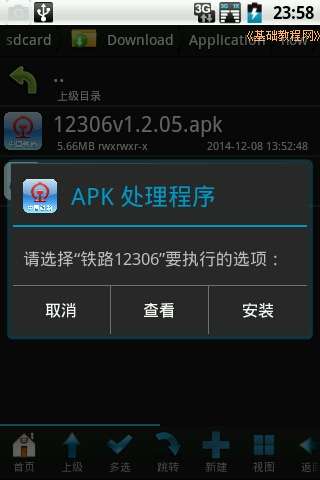 3G
23:58
sdcard
Download
Application
now
《基础教程网》
..
上级目录
12306v1.2.05.apk
5.66MB rwxrwxr-x
2014-12-08 13:52:48
APK 处理程序
请选择“铁路12306”要执行的选项：
取消
查看
安装
首页
上级
多选
跳转
新建
视图
返回